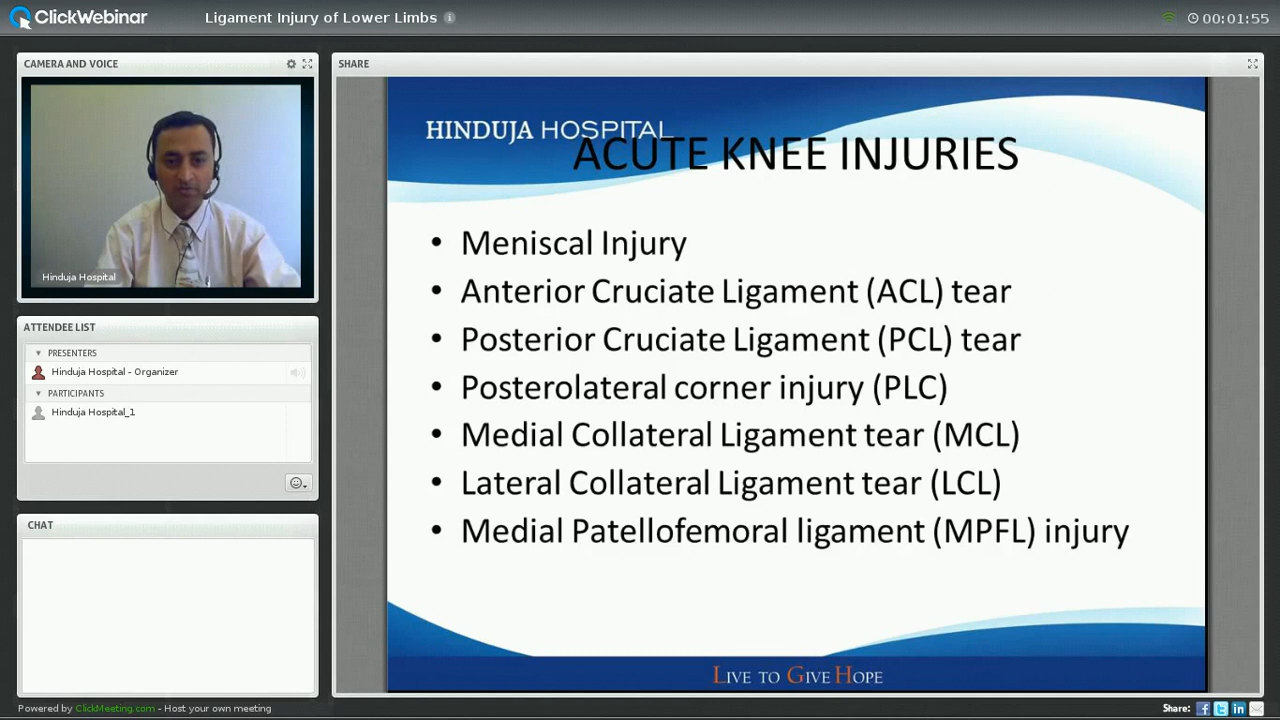 ClickWebinar
Ligament Injury of Lower Limbs
00:01:55
CAMERA AND VOICE
Hinduja Hospital
ATTENDEE LIST
PRESENTERS
Hinduja Hospital - Organizer
PARTICIPANTS
Hinduja Hospital_1
CHAT
SHARE
HINDUJA HOSPITAL
ACUTE KNEE INJURIES
• Meniscal Injury
• Anterior Cruciate Ligament (ACL) tear
• Posterior Cruciate Ligament (PCL) tear
• Posterolateral corner injury (PLC)
• Medial Collateral Ligament tear (MCL)
• Lateral Collateral Ligament tear (LCL)
• Medial Patellofemoral ligament (MPFL) injury
LIVE TO GIVE HOPE
Powered by ClickMeeting.com - Host your own meeting
Share: